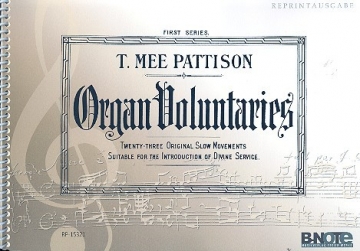 REPRINTAUSGABE
FIRST SERIES.
T. MEE PATTISON
Organ Voluntaries
TWENTY-THREE ORIGINAL SLOW MOVEMENTS
SUITABLE FOR THE INTRODUCTION OF DIVINE SERVICE.
B-NOTE